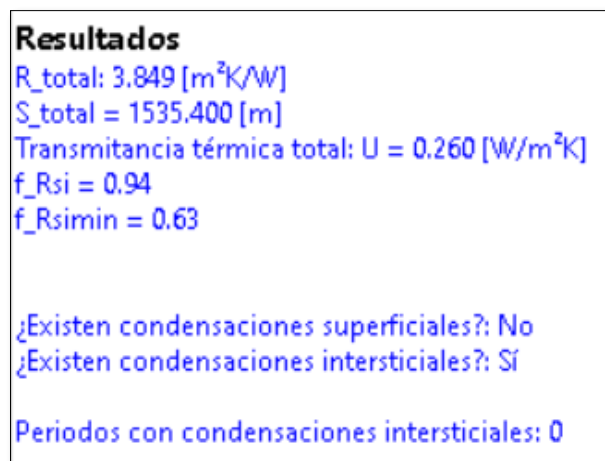 Resultados
R_total: 3.849 [m²K/W]
S_total = 1535.400 [m]
Transmitancia térmica total: U = 0.260 [W/m²K]
f_Rsi = 0.94
f_Rsimin = 0.63
¿Existen condensaciones superficiales?: No
¿Existen condensaciones intersticiales?: Sí
Periodos con condensaciones intersticiales: 0